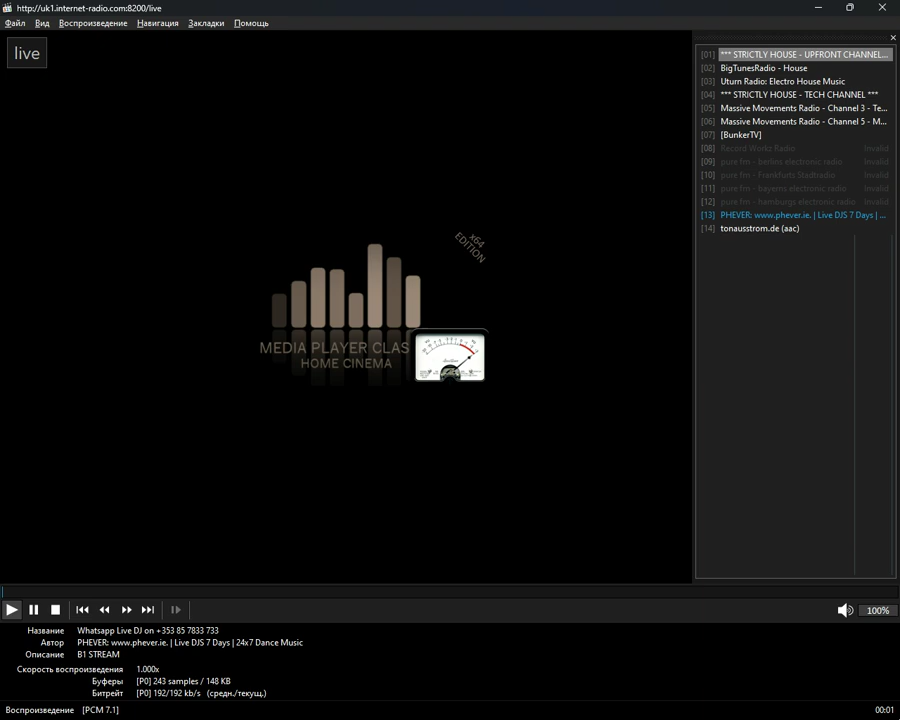 http://uk1.internet-radio.com:8200/live
Файл Вид Воспроизведение Навигация Закладки Помощь
live
[01] *** STRICTLY HOUSE - UPFRONT CHANNEL...
[02] BigTunesRadio - House
[03] Uturn Radio: Electro House Music
[04] *** STRICTLY HOUSE - TECH CHANNEL ***
[05] Massive Movements Radio - Channel 3 - Te...
[06] Massive Movements Radio - Channel 5 - M...
[07] [BunkerTV]
[08] Record Workz Radio Invalid
[09] pure fm - berlins electronic radio Invalid
[10] pure fm - Frankfurts Stadtradio Invalid
[11] pure fm - bayerns electronic radio Invalid
[12] pure fm - hamburgs electronic radio Invalid
[13] PHEVER: www.phever.ie. | Live DJS 7 Days | ...
[14] tonausstrom.de (aac)
x64
EDITION
MEDIA PLAYER CLAS
HOME CINEMA
100%
Название Whatsapp Live DJ on +353 85 7833 733
Автор PHEVER: www.phever.ie. | Live DJS 7 Days | 24x7 Dance Music
Описание B1 STREAM
Скорость воспроизведения 1.000x
Буферы [P0] 243 samples / 148 KB
Битрейт [P0] 192/192 kb/s (средн./текущ.)
Воспроизведение [PCM 7.1] 00:01